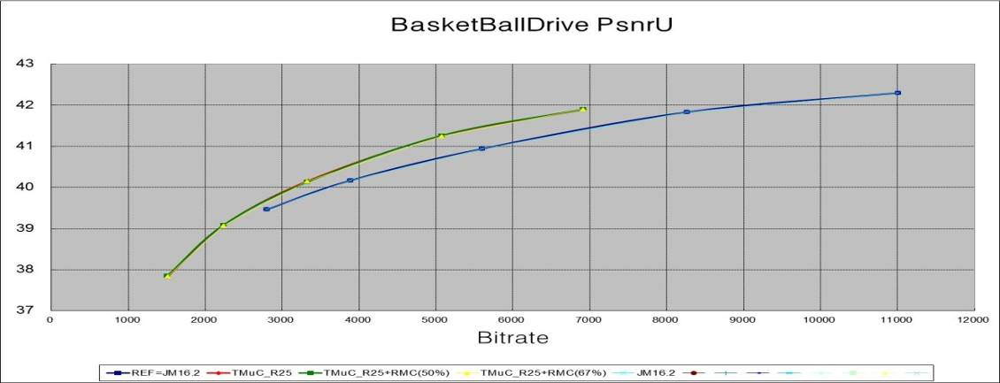 BasketBallDrive PsnrU
43
42
41
40
39
38
37
0 1000 2000 3000 4000 5000 6000 7000 8000 9000 10000 11000 12000
Bitrate
REF=JM16.2 TMuC_R25 TMuC_R25+RMC(50%) TMuC_R25+RMC(67%) JM16.2